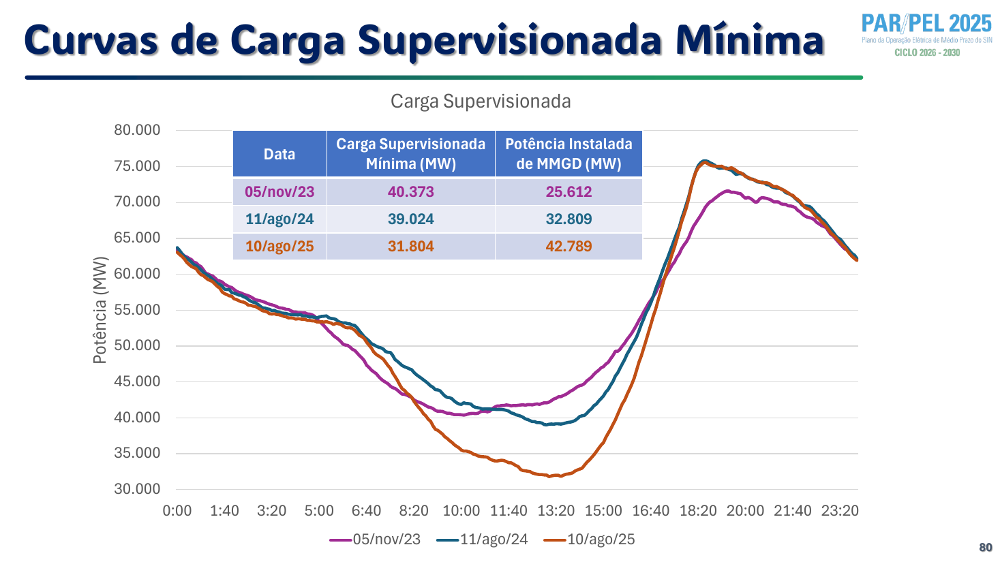 Curvas de Carga Supervisionada Mínima
PAR/PEL 2025
Plano da Operação Elétrica de Médio Prazo do SIN
CICLO 2026 - 2030
Carga Supervisionada
Data
Carga Supervisionada
Mínima (MW)
Potência Instalada
de MMGD (MW)
05/nov/23 40.373 25.612
11/ago/24 39.024 32.809
10/ago/25 31.804 42.789
Potência (MW)
80.000
75.000
70.000
65.000
60.000
55.000
50.000
45.000
40.000
35.000
30.000
0:00 1:40 3:20 5:00 6:40 8:20 10:00 11:40 13:20 15:00 16:40 18:20 20:00 21:40 23:20
05/nov/23 11/ago/24 10/ago/25
80